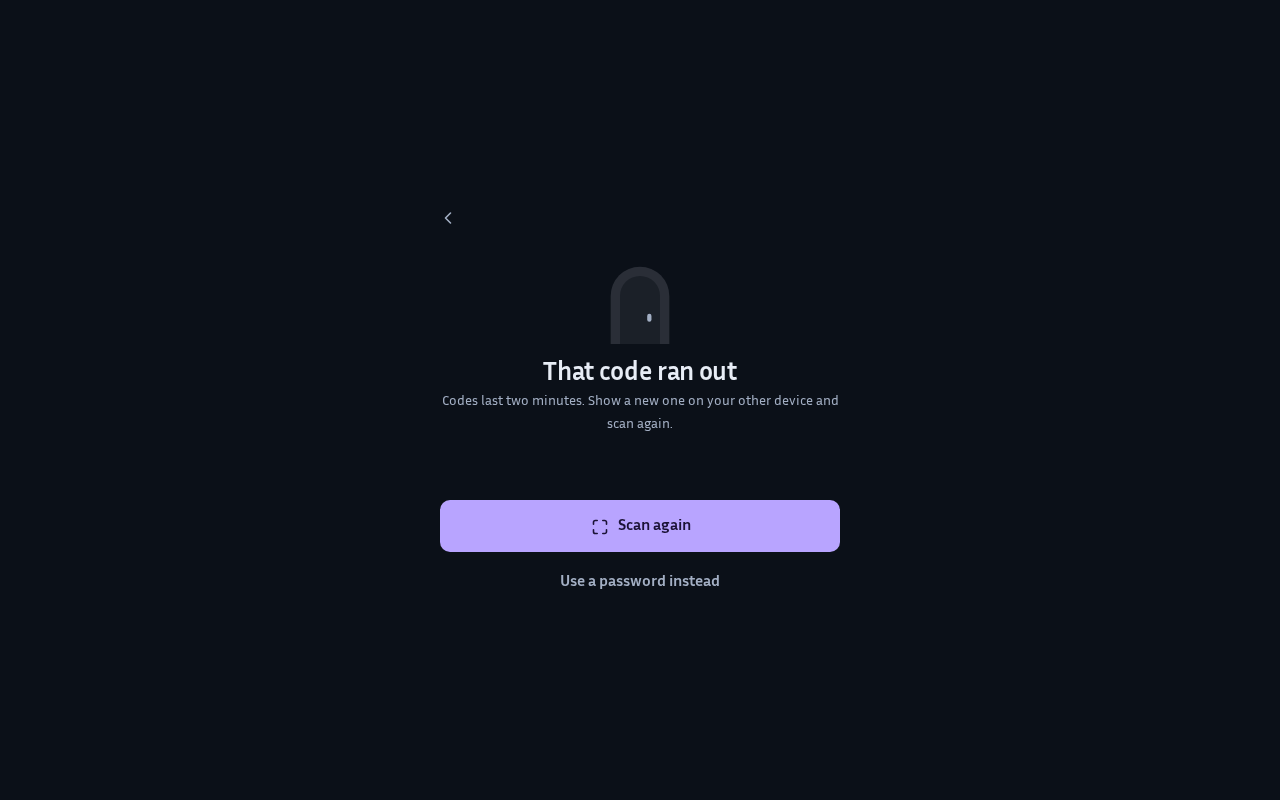 That code ran out
Codes last two minutes. Show a new one on your other device and
scan again.
Scan again
Use a password instead